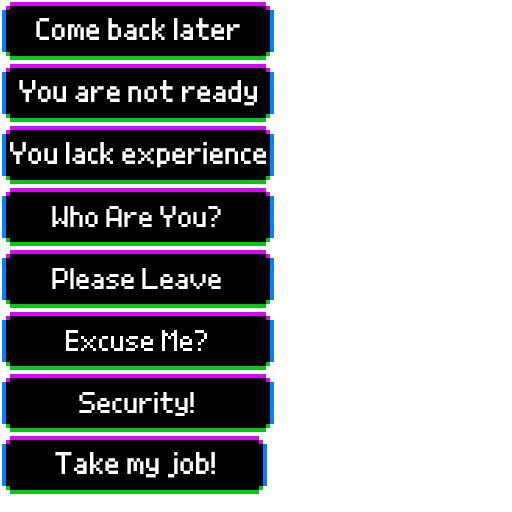 Come back later
You are not ready
You lack experience
Who Are You?
Please Leave
Excuse Me?
Security!
Take my job!